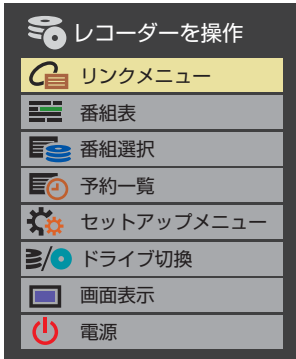 レコーダーを操作
リンクメニュー
番組表
番組選択
予約一覧
セットアップメニュー
ドライブ切換
画面表示
電源